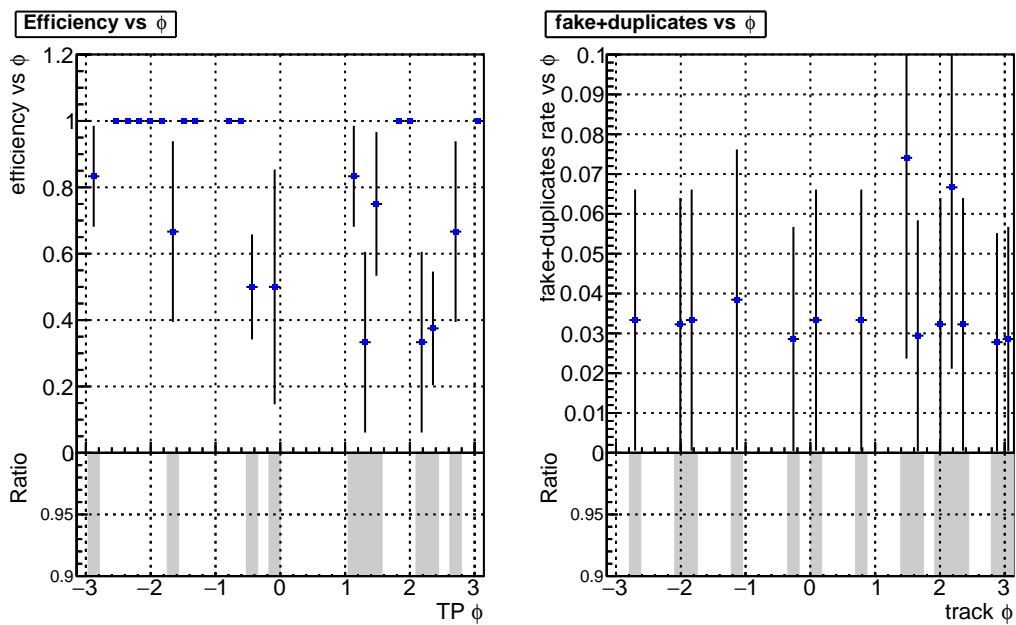 Efficiency vs ϕ
efficiency vs ϕ
1.2
1
0.8
0.6
0.4
0.2
0
Ratio
0.95
0.9
−3 −2 −1 0 1 2 3
TP ϕ
fake+duplicates vs ϕ
fake+duplicates rate vs ϕ
0.1
0.09
0.08
0.07
0.06
0.05
0.04
0.03
0.02
0.01
0
Ratio
0.95
0.9
−3 −2 −1 0 1 2 3
track ϕ